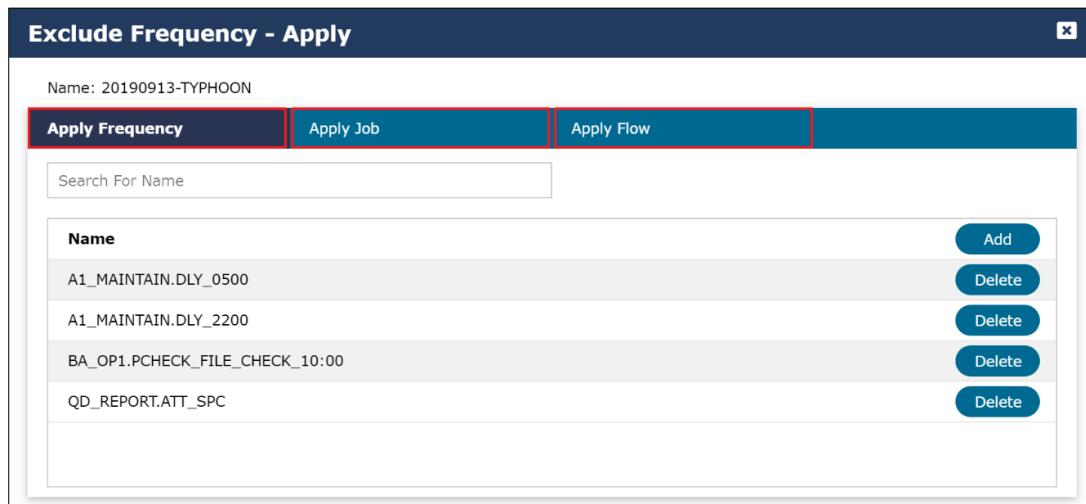 Exclude Frequency - Apply
Name: 20190913-TYPHOON
Apply Frequency Apply Job Apply Flow
Search For Name
Name Add
A1_MAINTAIN.DLY_0500 Delete
A1_MAINTAIN.DLY_2200 Delete
BA_OP1.PCHECK_FILE_CHECK_10:00 Delete
QD_REPORT.ATT_SPC Delete